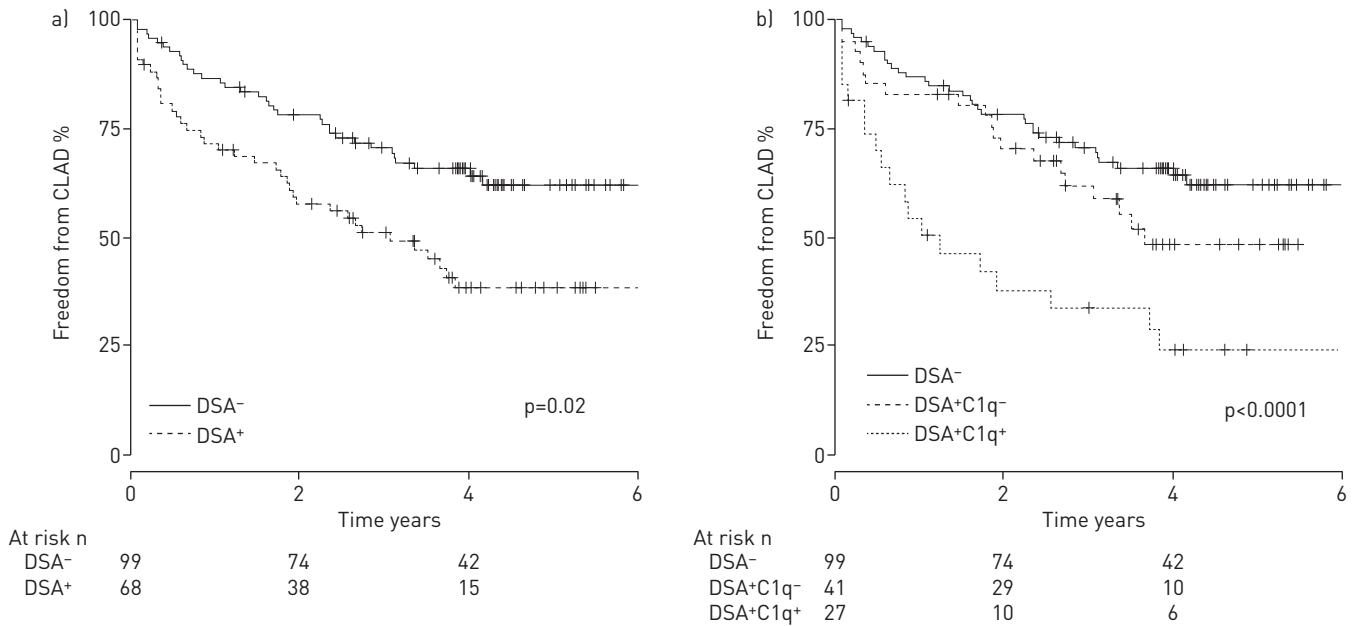 a)
100
75
50
25
0
Freedom from CLAD %
DSA⁻
DSA⁺
p=0.02
0 2 4 6
Time years
At risk n
DSA⁻ 99 74 42
DSA⁺ 68 38 15
b)
100
75
50
25
0
Freedom from CLAD %
DSA⁻
DSA⁺C1q⁻
DSA⁺C1q⁺
p<0.0001
0 2 4 6
Time years
At risk n
DSA⁻ 99 74 42
DSA⁺C1q⁻ 41 29 10
DSA⁺C1q⁺ 27 10 6